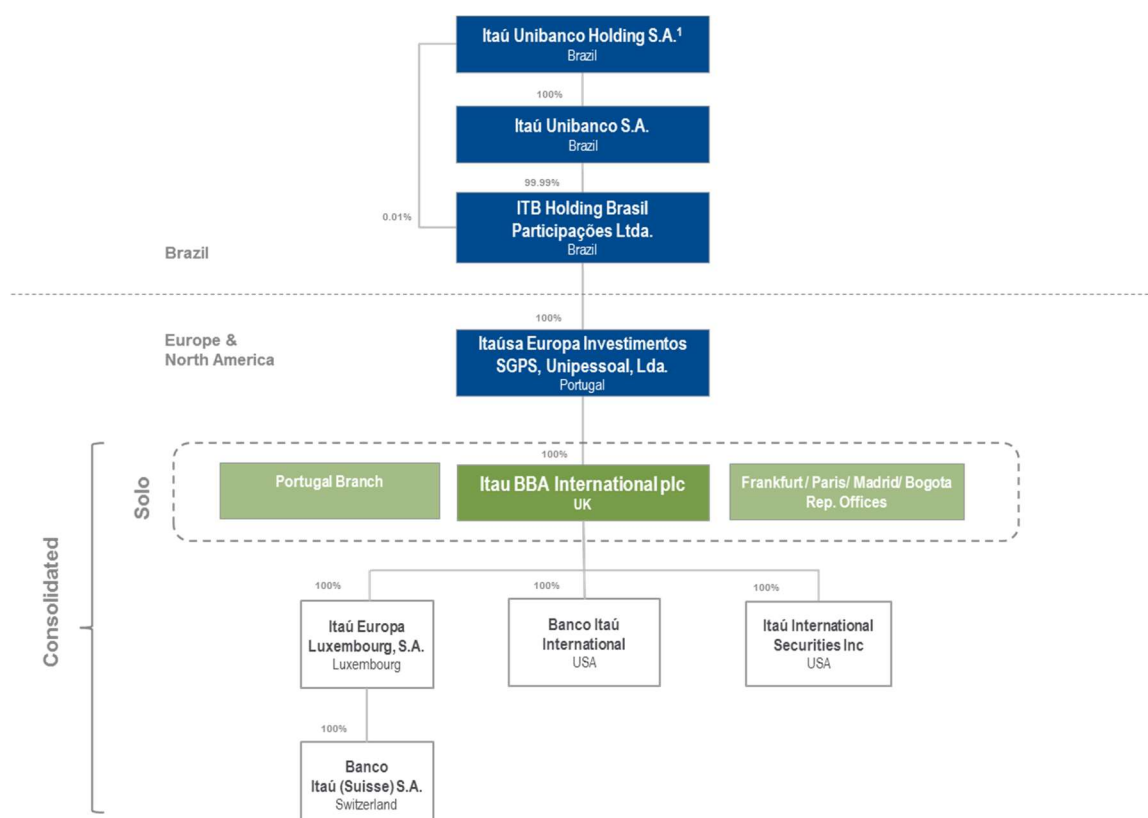 Itaú Unibanco Holding S.A.¹
Brazil
100%
Itaú Unibanco S.A.
Brazil
99.99%
ITB Holding Brasil
Participações Ltda.
Brazil
0.01%
Brazil
100%
Europe &
North America
Itaúsa Europa Investimentos
SGPS, Unipessoal, Lda.
Portugal
100%
Solo
Portugal Branch
Itau BBA International plc
UK
Frankfurt / Paris/ Madrid/ Bogota
Rep. Offices
Consolidated
100%
100%
100%
Itaú Europa
Luxembourg, S.A.
Luxembourg
Banco Itaú
International
USA
Itaú International
Securities Inc
USA
100%
Banco
Itaú (Suisse) S.A.
Switzerland